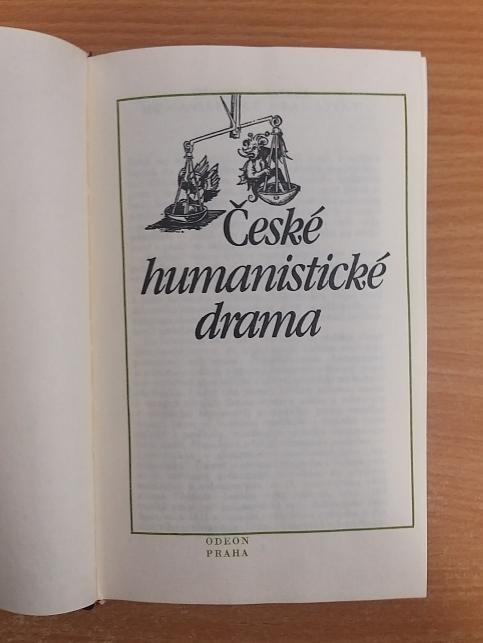 České
humanistické
drama
ODEON
PRAHA